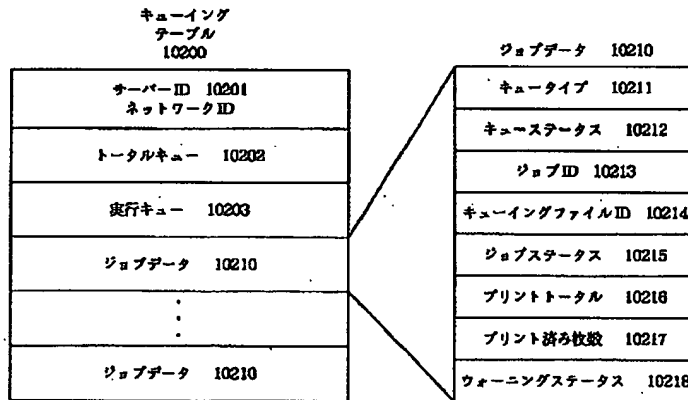 キューイング
テーブル
10200
サーバーID 10201
ネットワークID
トータルキュー 10202
実行キュー 10203
ジョブデータ 10210
ジョブデータ 10210
ジョブデータ 10210
キュータイプ 10211
キューステータス 10212
ジョブID 10213
キューイングファイルID 10214
ジョブステータス 10215
プリントトータル 10216
プリント済み枚数 10217
ウォーニングステータス 10218